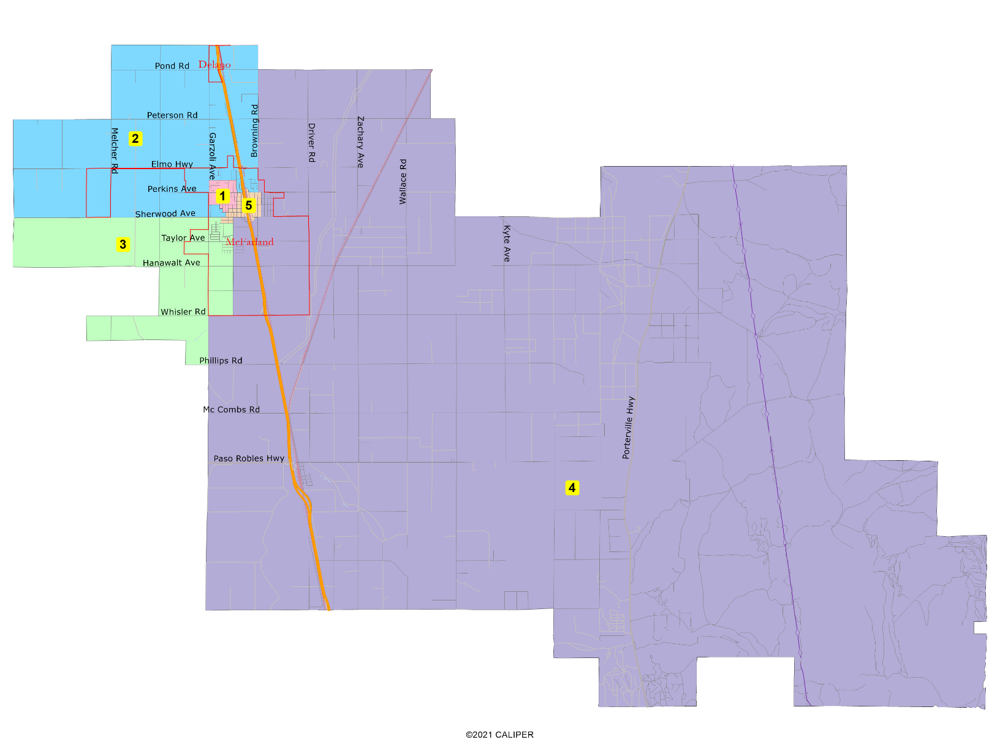 Pond Rd
Delano
Peterson Rd
Browning Rd
Melcher Rd
2
Garzoli Ave
Driver Rd
Zachary Ave
Elmo Hwy
Wallace Rd
Perkins Ave
1
5
Sherwood Ave
Taylor Ave
McFarland
3
Kyte Ave
Hanawalt Ave
Whisler Rd
Phillips Rd
Mc Combs Rd
Porterville Hwy
Paso Robles Hwy
4
©2021 CALIPER